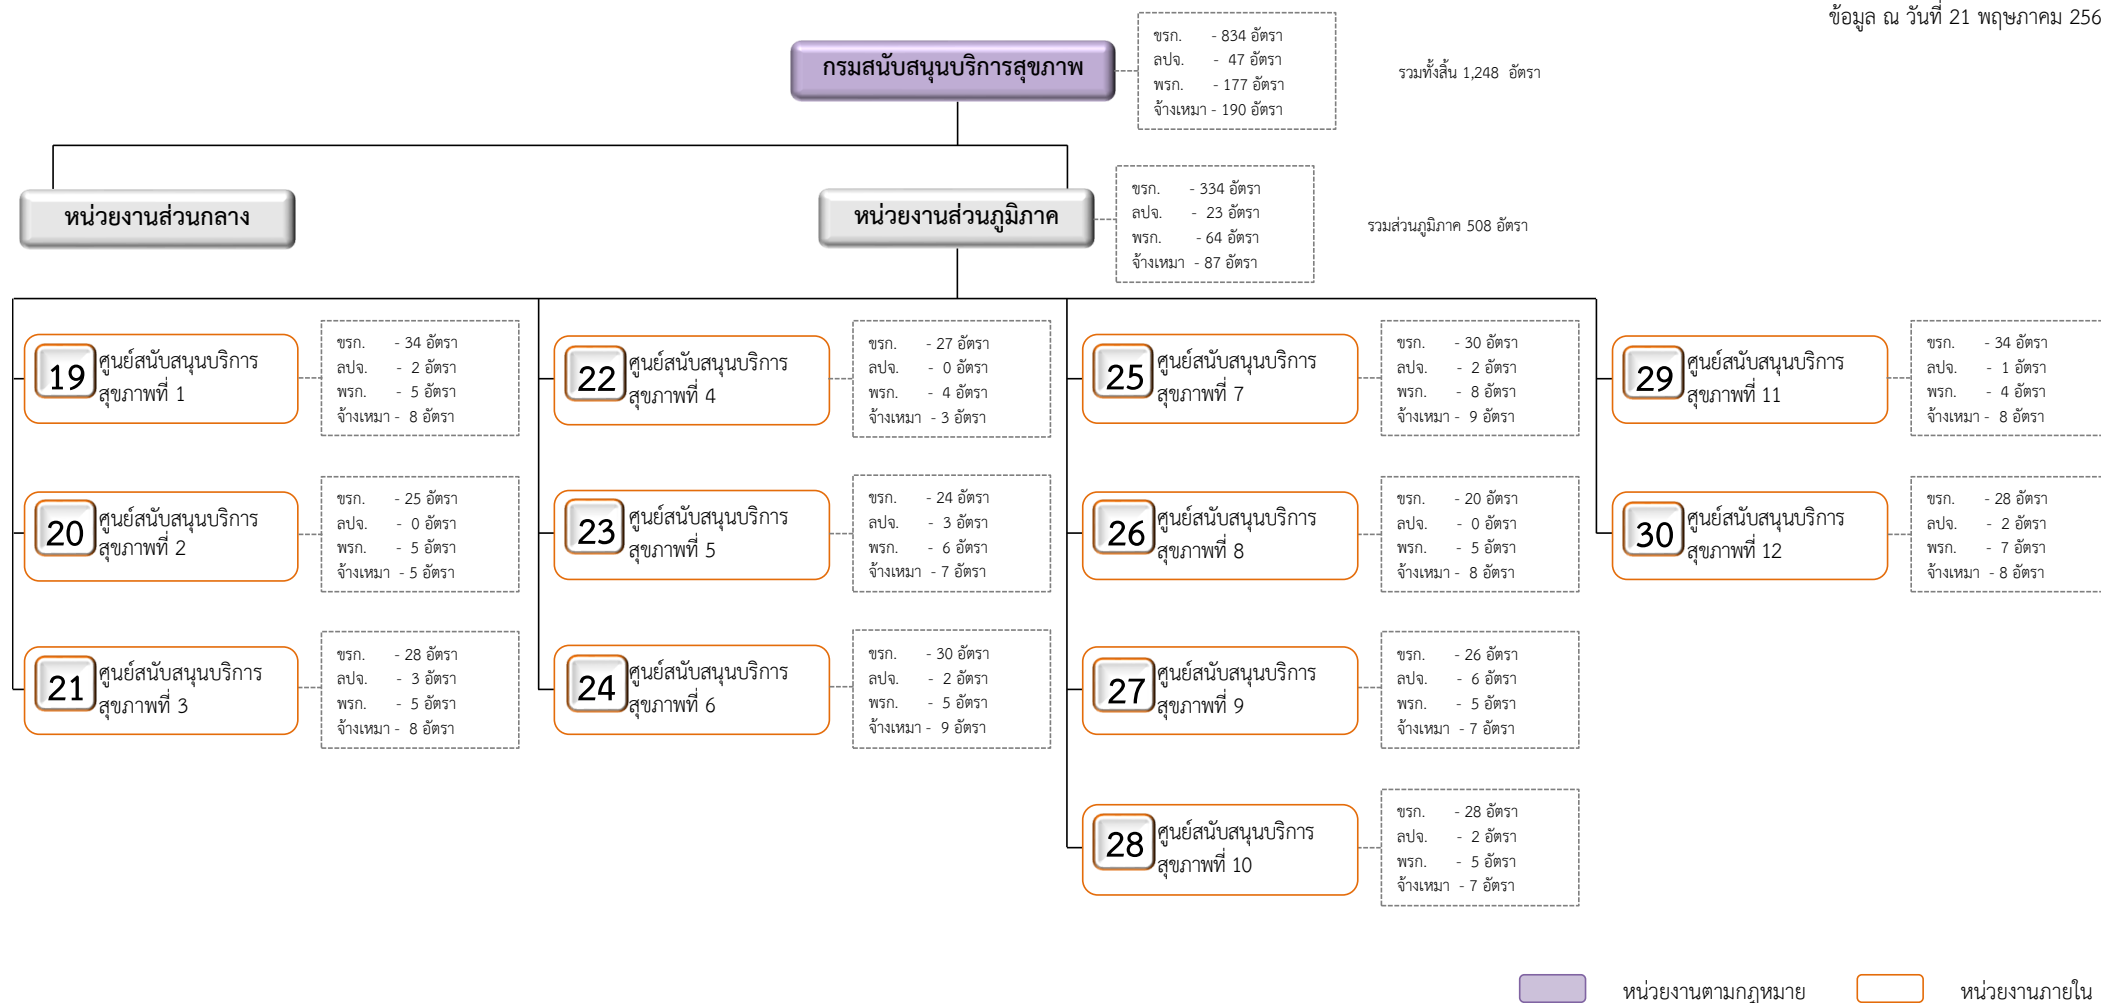 ข้อมูล ณ วันที่ 21 พฤษภาคม 256
กรมสนับสนุนบริการสุขภาพ
ขรก. - 834 อัตรา
ลปจ. - 47 อัตรา
พรก. - 177 อัตรา
จ้างเหมา - 190 อัตรา
รวมทั้งสิ้น 1,248 อัตรา
หน่วยงานส่วนกลาง
หน่วยงานส่วนภูมิภาค
ขรก. - 334 อัตรา
ลปจ. - 23 อัตรา
พรก. - 64 อัตรา
จ้างเหมา - 87 อัตรา
รวมส่วนภูมิภาค 508 อัตรา
19
ศูนย์สนับสนุนบริการ
สุขภาพที่ 1
ขรก. - 34 อัตรา
ลปจ. - 2 อัตรา
พรก. - 5 อัตรา
จ้างเหมา - 8 อัตรา
22
ศูนย์สนับสนุนบริการ
สุขภาพที่ 4
ขรก. - 27 อัตรา
ลปจ. - 0 อัตรา
พรก. - 4 อัตรา
จ้างเหมา - 3 อัตรา
25
ศูนย์สนับสนุนบริการ
สุขภาพที่ 7
ขรก. - 30 อัตรา
ลปจ. - 2 อัตรา
พรก. - 8 อัตรา
จ้างเหมา - 9 อัตรา
29
ศูนย์สนับสนุนบริการ
สุขภาพที่ 11
ขรก. - 34 อัตรา
ลปจ. - 1 อัตรา
พรก. - 4 อัตรา
จ้างเหมา - 8 อัตรา
20
ศูนย์สนับสนุนบริการ
สุขภาพที่ 2
ขรก. - 25 อัตรา
ลปจ. - 0 อัตรา
พรก. - 5 อัตรา
จ้างเหมา - 5 อัตรา
23
ศูนย์สนับสนุนบริการ
สุขภาพที่ 5
ขรก. - 24 อัตรา
ลปจ. - 3 อัตรา
พรก. - 6 อัตรา
จ้างเหมา - 7 อัตรา
26
ศูนย์สนับสนุนบริการ
สุขภาพที่ 8
ขรก. - 20 อัตรา
ลปจ. - 0 อัตรา
พรก. - 5 อัตรา
จ้างเหมา - 8 อัตรา
30
ศูนย์สนับสนุนบริการ
สุขภาพที่ 12
ขรก. - 28 อัตรา
ลปจ. - 2 อัตรา
พรก. - 7 อัตรา
จ้างเหมา - 8 อัตรา
21
ศูนย์สนับสนุนบริการ
สุขภาพที่ 3
ขรก. - 28 อัตรา
ลปจ. - 3 อัตรา
พรก. - 5 อัตรา
จ้างเหมา - 8 อัตรา
24
ศูนย์สนับสนุนบริการ
สุขภาพที่ 6
ขรก. - 30 อัตรา
ลปจ. - 2 อัตรา
พรก. - 5 อัตรา
จ้างเหมา - 9 อัตรา
27
ศูนย์สนับสนุนบริการ
สุขภาพที่ 9
ขรก. - 26 อัตรา
ลปจ. - 6 อัตรา
พรก. - 5 อัตรา
จ้างเหมา - 7 อัตรา
28
ศูนย์สนับสนุนบริการ
สุขภาพที่ 10
ขรก. - 28 อัตรา
ลปจ. - 2 อัตรา
พรก. - 5 อัตรา
จ้างเหมา - 7 อัตรา
หน่วยงานตามกฎหมาย
หน่วยงานภายใน